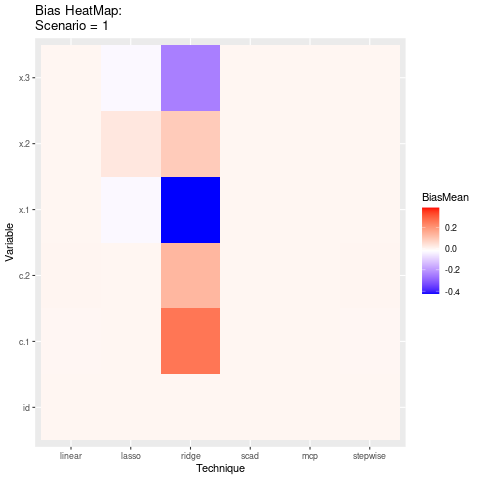 Bias HeatMap:
Scenario = 1
x.3
x.2
x.1
c.2
c.1
id
Variable
linear lasso ridge scad mcp stepwise
Technique
BiasMean
0.2
0.0
-0.2
-0.4